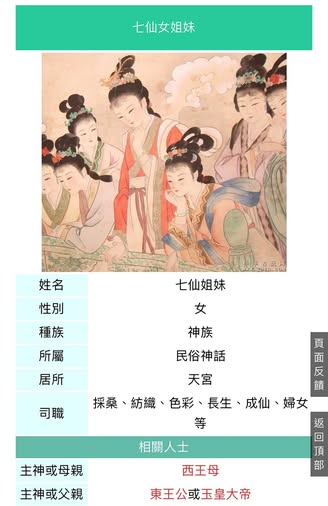 七仙女姐妹
姓名 七仙姐妹
性別 女
種族 神族
所屬 民俗神話
居所 天宮
司職 採桑、紡織、色彩、長生、成仙、婦女
等
相關人士
主神或母親 西王母
主神或父親 東王公或玉皇大帝
頁面反饋
返回頂部